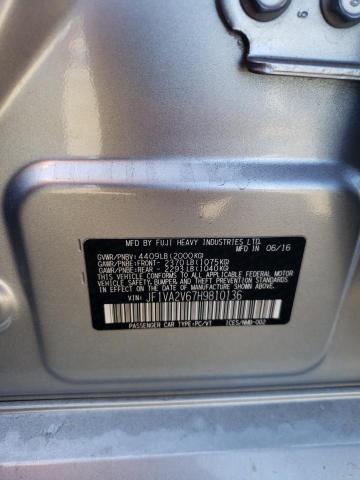 MFD BY FUJI HEAVY INDUSTRIES LTD. 06/16
GVWR/PNBV: 4409LB(2000KG)
GAWR/PNBE:FRONT- 2370LB(1075KG)
GAWR/PNBE:REAR - 2293LB(1040KG)
THIS VEHICLE CONFORMS TO ALL APPLICABLE FEDERAL MOTOR
VEHICLE SAFETY, BUMPER, AND THEFT PREVENTION STANDARDS
IN EFFECT ON THE DATE OF MANUFACTURE SHOWN ABOVE.
VIN: JF1VA2V67H9810136
PASSENGER CAR TYPE:PC/VT ICES/NMB-002